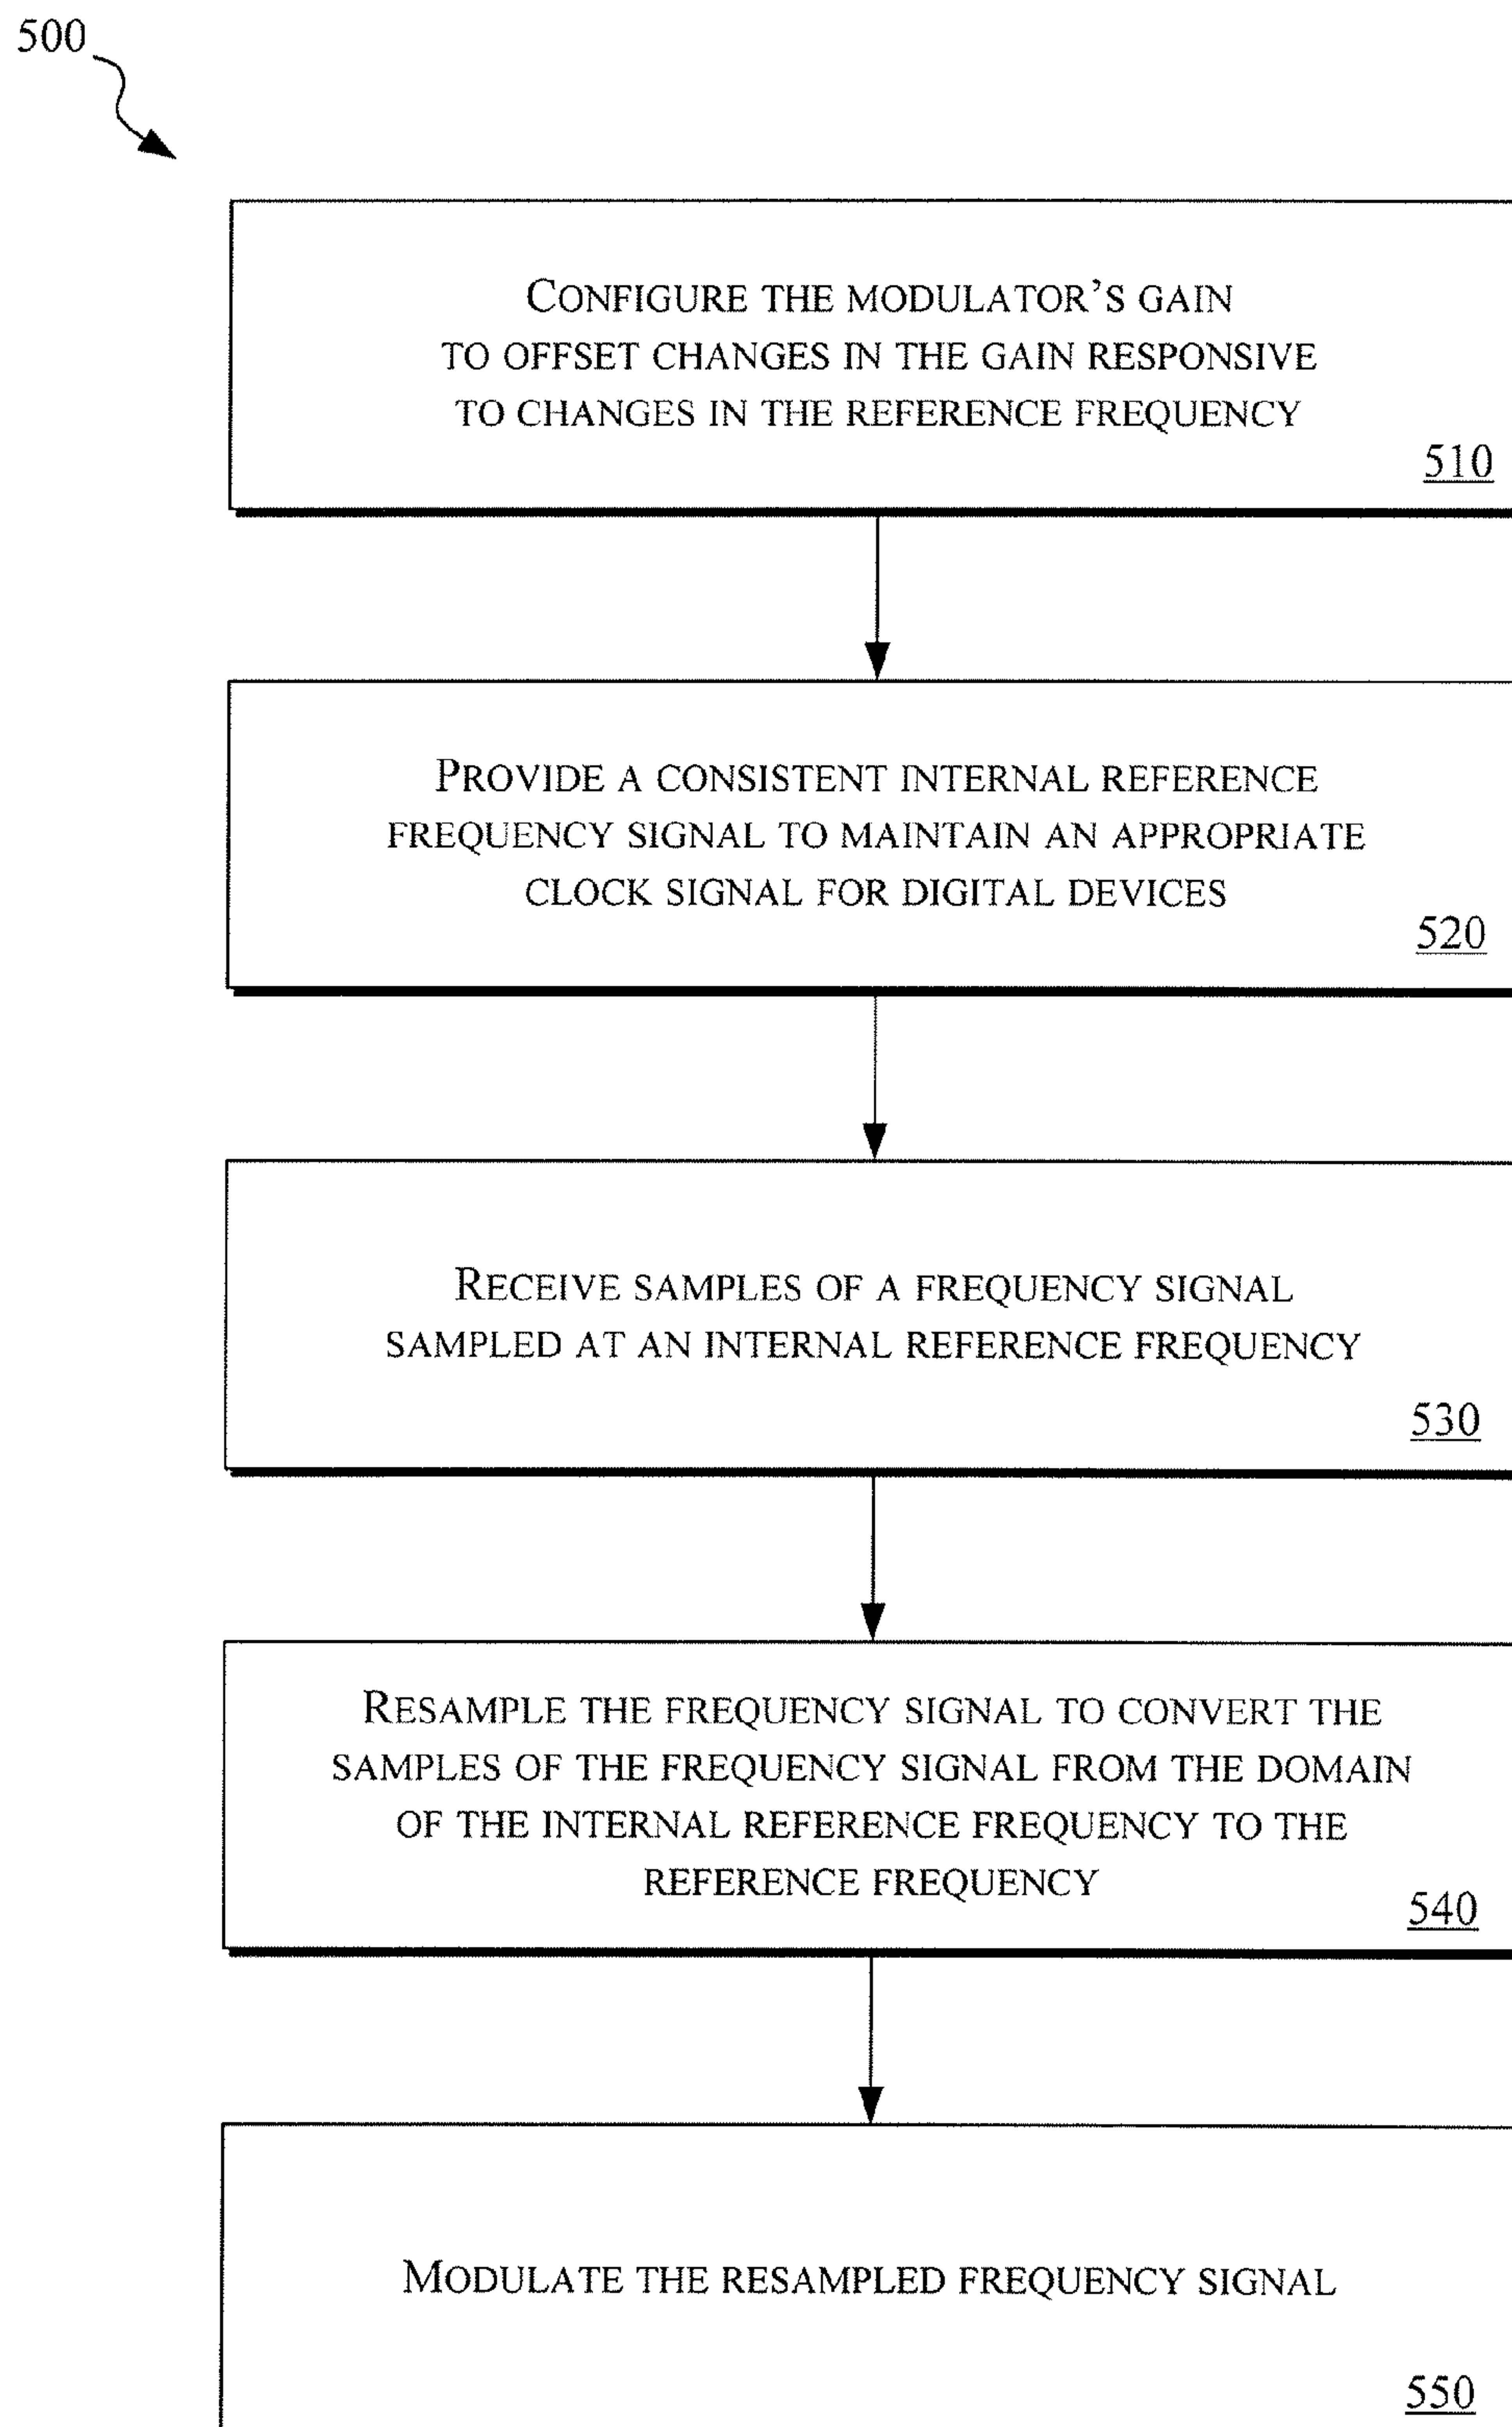 500
CONFIGURE THE MODULATOR'S GAIN
TO OFFSET CHANGES IN THE GAIN RESPONSIVE
TO CHANGES IN THE REFERENCE FREQUENCY
510
PROVIDE A CONSISTENT INTERNAL REFERENCE
FREQUENCY SIGNAL TO MAINTAIN AN APPROPRIATE
CLOCK SIGNAL FOR DIGITAL DEVICES
520
RECEIVE SAMPLES OF A FREQUENCY SIGNAL
SAMPLED AT AN INTERNAL REFERENCE FREQUENCY
530
RESAMPLE THE FREQUENCY SIGNAL TO CONVERT THE
SAMPLES OF THE FREQUENCY SIGNAL FROM THE DOMAIN
OF THE INTERNAL REFERENCE FREQUENCY TO THE
REFERENCE FREQUENCY
540
MODULATE THE RESAMPLED FREQUENCY SIGNAL
550